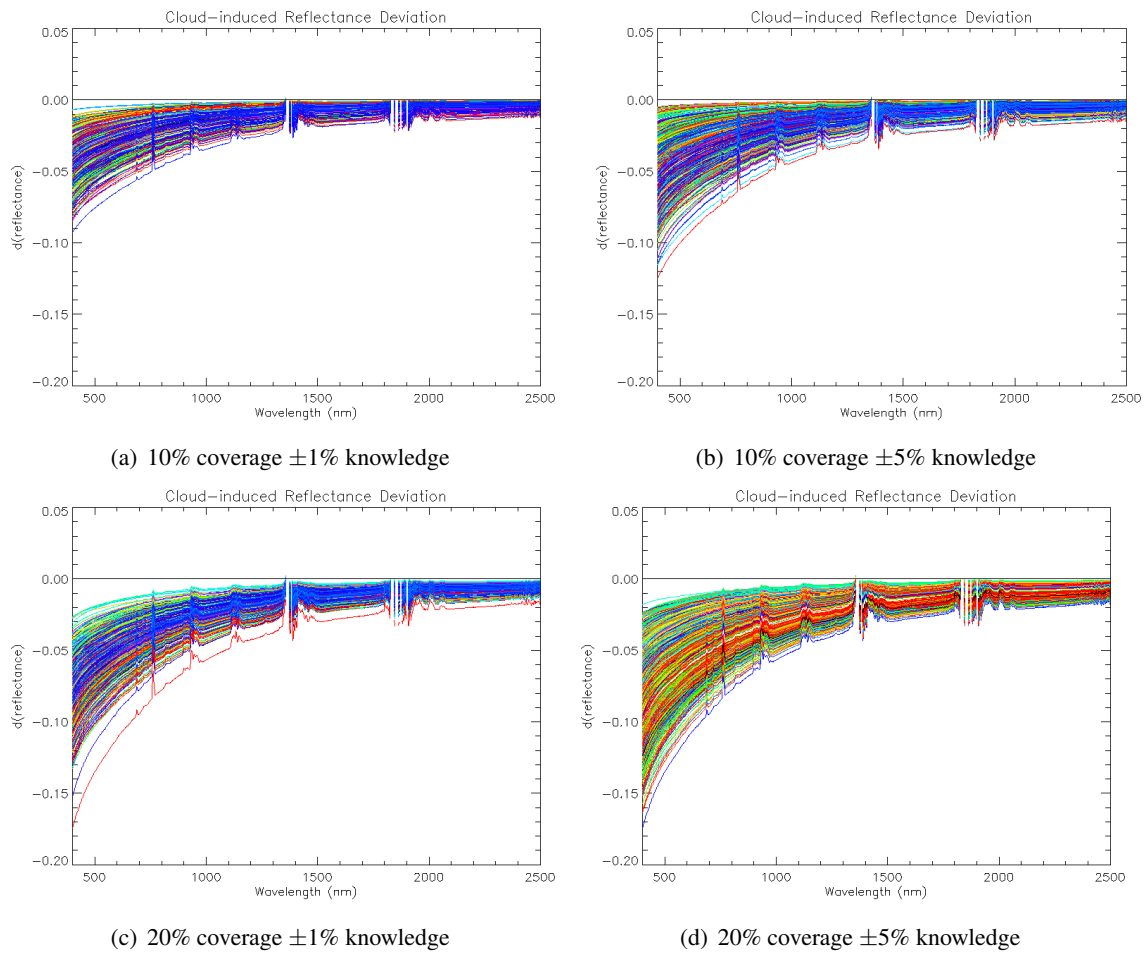 Cloud-induced Reflectance Deviation
0.05
0.00
-0.05
-0.10
-0.15
-0.20
d(reflectance)
500
1000
1500
2000
2500
Wavelength (nm)
(a) 10% coverage ±1% knowledge
Cloud-induced Reflectance Deviation
0.05
0.00
-0.05
-0.10
-0.15
-0.20
d(reflectance)
500
1000
1500
2000
2500
Wavelength (nm)
(b) 10% coverage ±5% knowledge
Cloud-induced Reflectance Deviation
0.05
0.00
-0.05
-0.10
-0.15
-0.20
d(reflectance)
500
1000
1500
2000
2500
Wavelength (nm)
(c) 20% coverage ±1% knowledge
Cloud-induced Reflectance Deviation
0.05
0.00
-0.05
-0.10
-0.15
-0.20
d(reflectance)
500
1000
1500
2000
2500
Wavelength (nm)
(d) 20% coverage ±5% knowledge